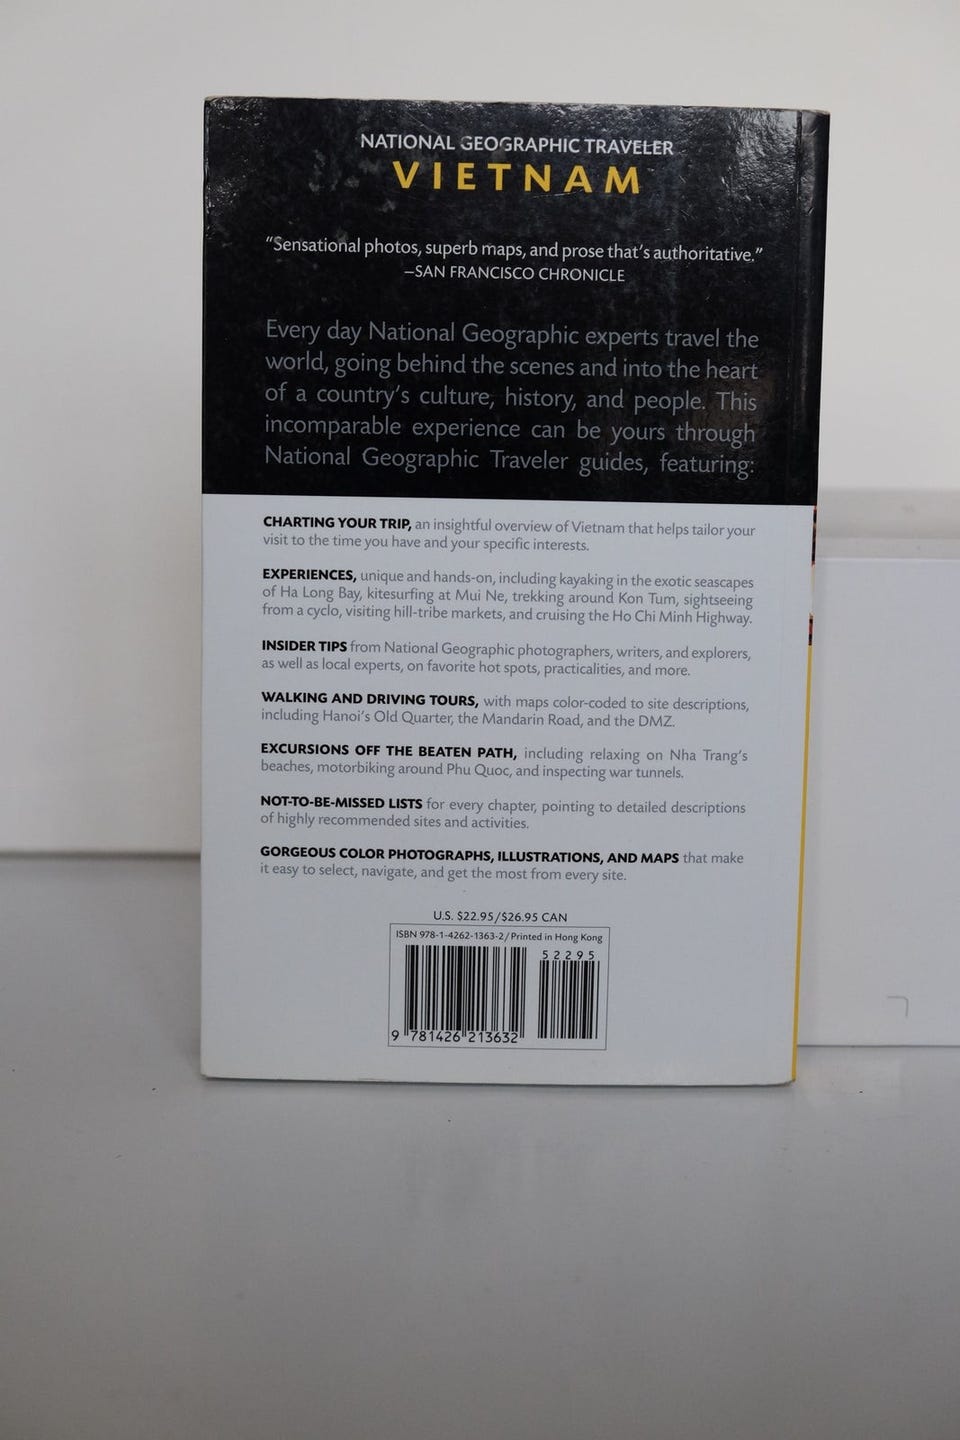 NATIONAL GEOGRAPHIC TRAVELER
VIETNAM
“Sensational photos, superb maps, and prose that’s authoritative.”
–SAN FRANCISCO CHRONICLE
Every day National Geographic experts travel the
world, going behind the scenes and into the heart
of a country’s culture, history, and people. This
incomparable experience can be yours through
National Geographic Traveler guides, featuring:
CHARTING YOUR TRIP, an insightful overview of Vietnam that helps tailor your
visit to the time you have and your specific interests.
EXPERIENCES, unique and hands-on, including kayaking in the exotic seascapes
of Ha Long Bay, kitesurfing at Mui Ne, trekking around Kon Tum, sightseeing
from a cyclo, visiting hill-tribe markets, and cruising the Ho Chi Minh Highway.
INSIDER TIPS from National Geographic photographers, writers, and explorers,
as well as local experts, on favorite hot spots, practicalities, and more.
WALKING AND DRIVING TOURS, with maps color-coded to site descriptions,
including Hanoi’s Old Quarter, the Mandarin Road, and the DMZ.
EXCURSIONS OFF THE BEATEN PATH, including relaxing on Nha Trang’s
beaches, motorbiking around Phu Quoc, and inspecting war tunnels.
NOT-TO-BE-MISSED LISTS for every chapter, pointing to detailed descriptions
of highly recommended sites and activities.
GORGEOUS COLOR PHOTOGRAPHS, ILLUSTRATIONS, AND MAPS that make
it easy to select, navigate, and get the most from every site.
U.S. $22.95/$26.95 CAN
ISBN 978-1-4262-1363-2/Printed in Hong Kong
52295
9 781426 213632